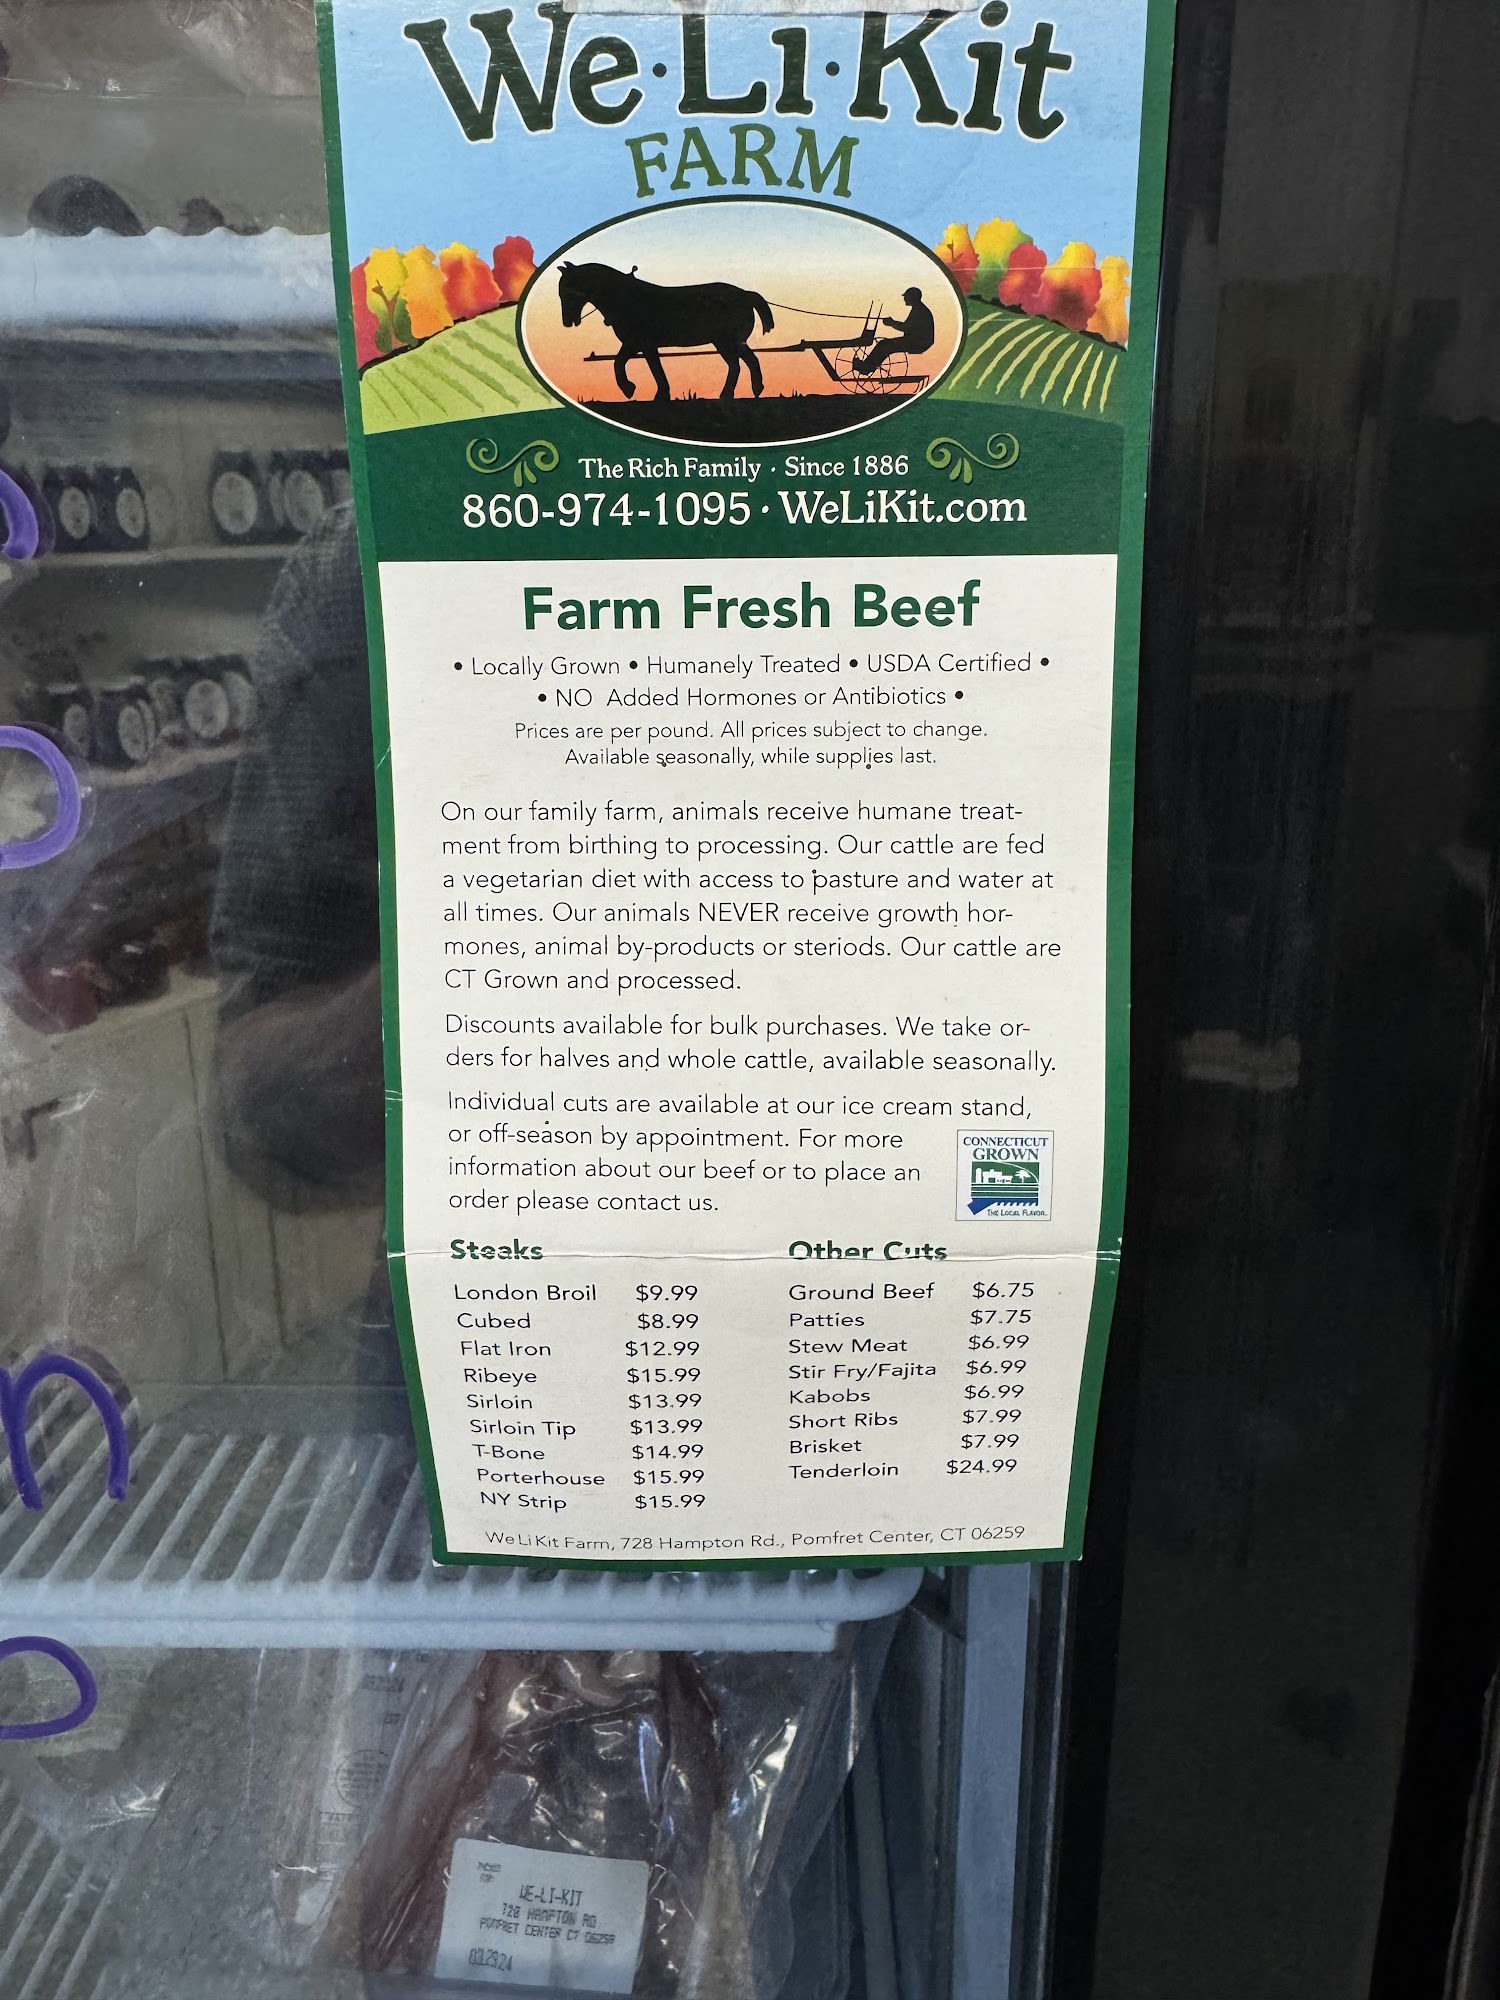 We·Li·Kit
FARM
The Rich Family · Since 1886
860-974-1095 · WeLiKit.com
Farm Fresh Beef
• Locally Grown • Humanely Treated • USDA Certified •
• NO Added Hormones or Antibiotics •
Prices are per pound. All prices subject to change.
Available seasonally, while supplies last.
On our family farm, animals receive humane treat-
ment from birthing to processing. Our cattle are fed
a vegetarian diet with access to pasture and water at
all times. Our animals NEVER receive growth hor-
mones, animal by-products or steriods. Our cattle are
CT Grown and processed.
Discounts available for bulk purchases. We take or-
ders for halves and whole cattle, available seasonally.
Individual cuts are available at our ice cream stand,
or off-season by appointment. For more
information about our beef or to place an
order please contact us.
CONNECTICUT
GROWN
THE LOCAL FLAVOR.
Steaks
London Broil $9.99
Cubed $8.99
Flat Iron $12.99
Ribeye $15.99
Sirloin $13.99
Sirloin Tip $13.99
T-Bone $14.99
Porterhouse $15.99
NY Strip $15.99
Other Cuts
Ground Beef $6.75
Patties $7.75
Stew Meat $6.99
Stir Fry/Fajita $6.99
Kabobs $6.99
Short Ribs $7.99
Brisket $7.99
Tenderloin $24.99
We Li Kit Farm, 728 Hampton Rd., Pomfret Center, CT 06259
WE-LI-KIT
728 HAMPTON RD
POMFRET CENTER CT
03.29.24